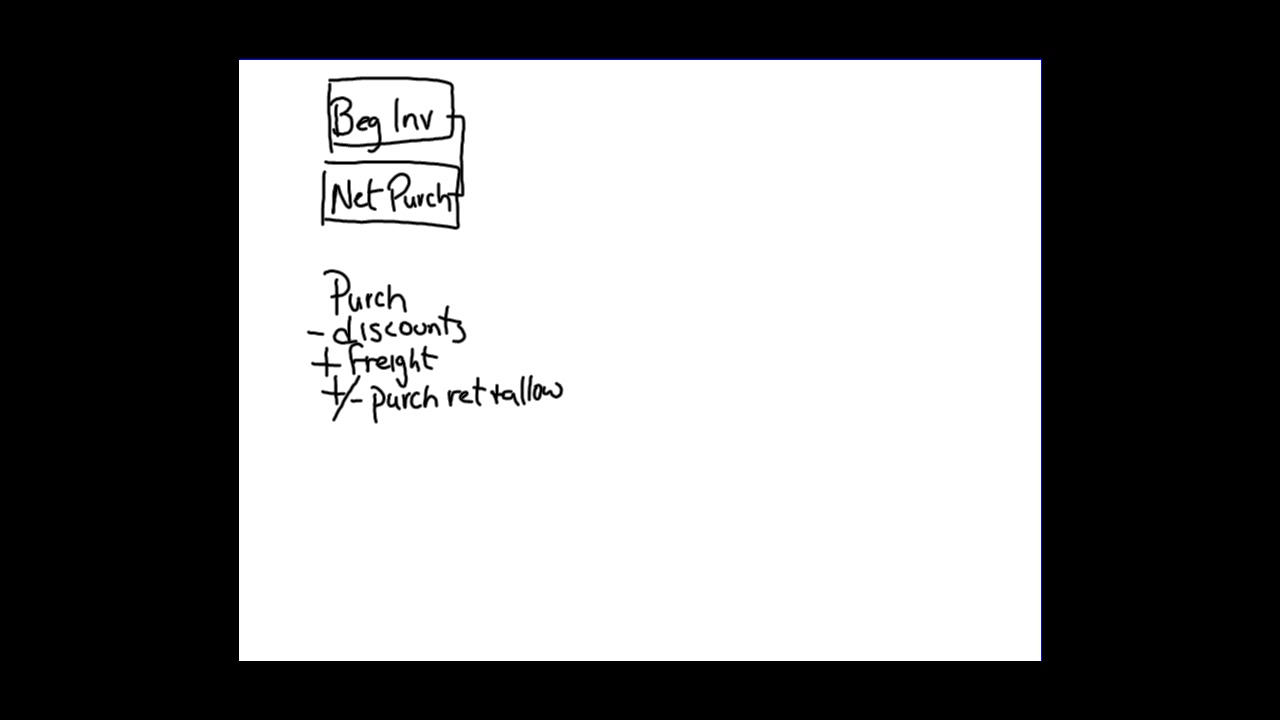 Beg Inv
Net Purch
Purch
- discounts
+ freight
+/- purch ret + allow